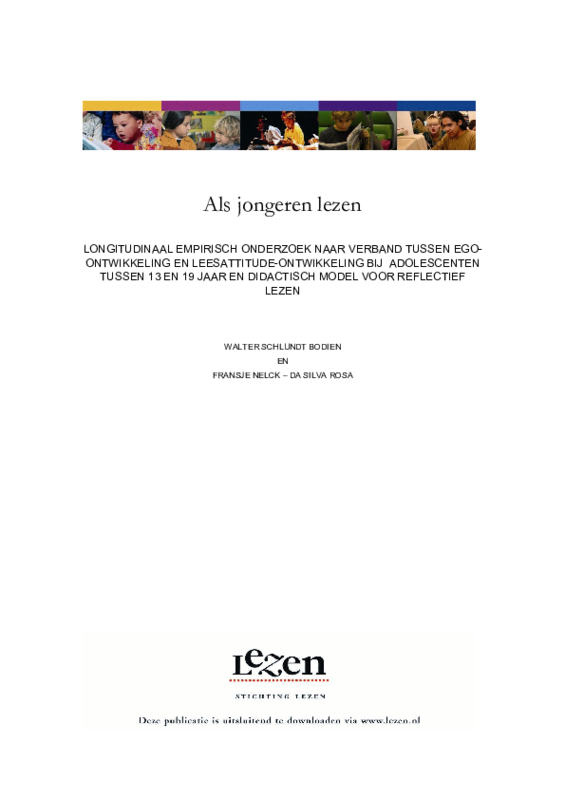 Als jongeren lezen
LONGITUDINAAL EMPIRISCH ONDERZOEK NAAR VERBAND TUSSEN EGO-
ONTWIKKELING EN LEESATTITUDE-ONTWIKKELING BIJ ADOLESCENTEN
TUSSEN 13 EN 19 JAAR EN DIDACTISCH MODEL VOOR REFLECTIEF
LEZEN
WALTER SCHLUNDT BODIEN
EN
FRANSJE NELCK – DA SILVA ROSA
Lezen
STICHTING LEZEN
Deze publicatie is uitsluitend te downloaden via www.lezen.nl